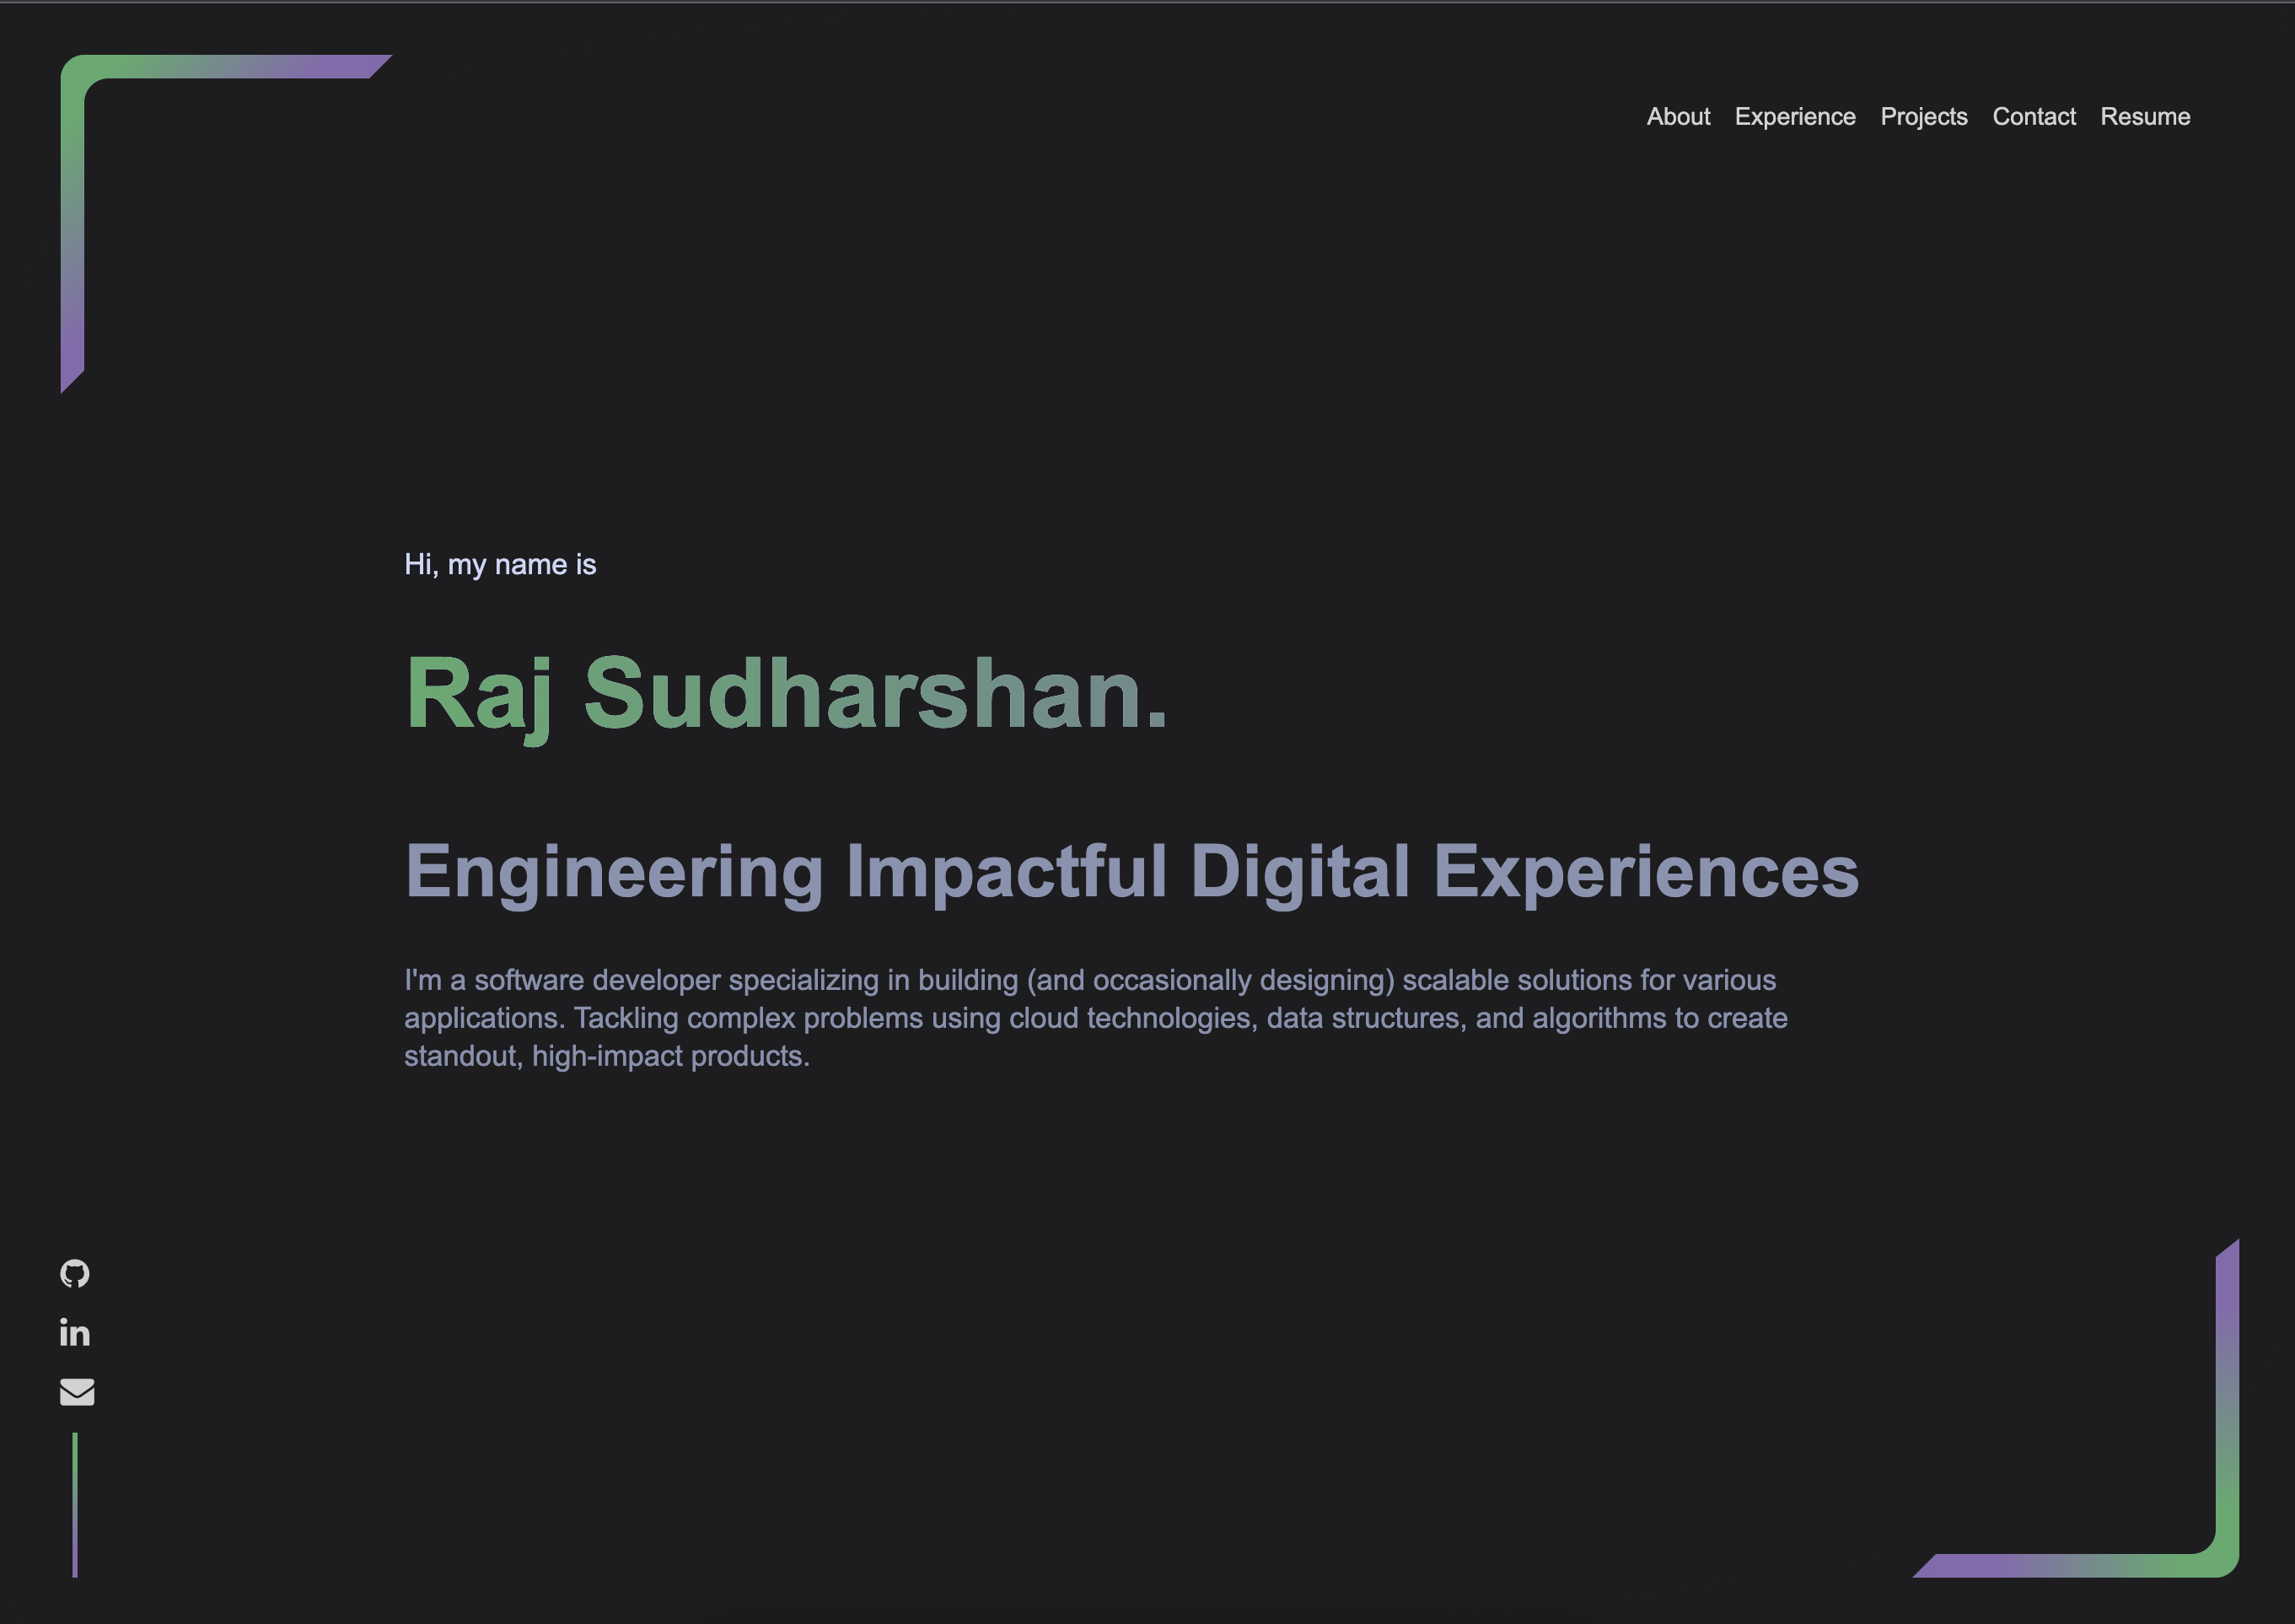 About Experience Projects Contact Resume
Hi, my name is
Raj Sudharshan.
Engineering Impactful Digital Experiences
I'm a software developer specializing in building (and occasionally designing) scalable solutions for various
applications. Tackling complex problems using cloud technologies, data structures, and algorithms to create
standout, high-impact products.